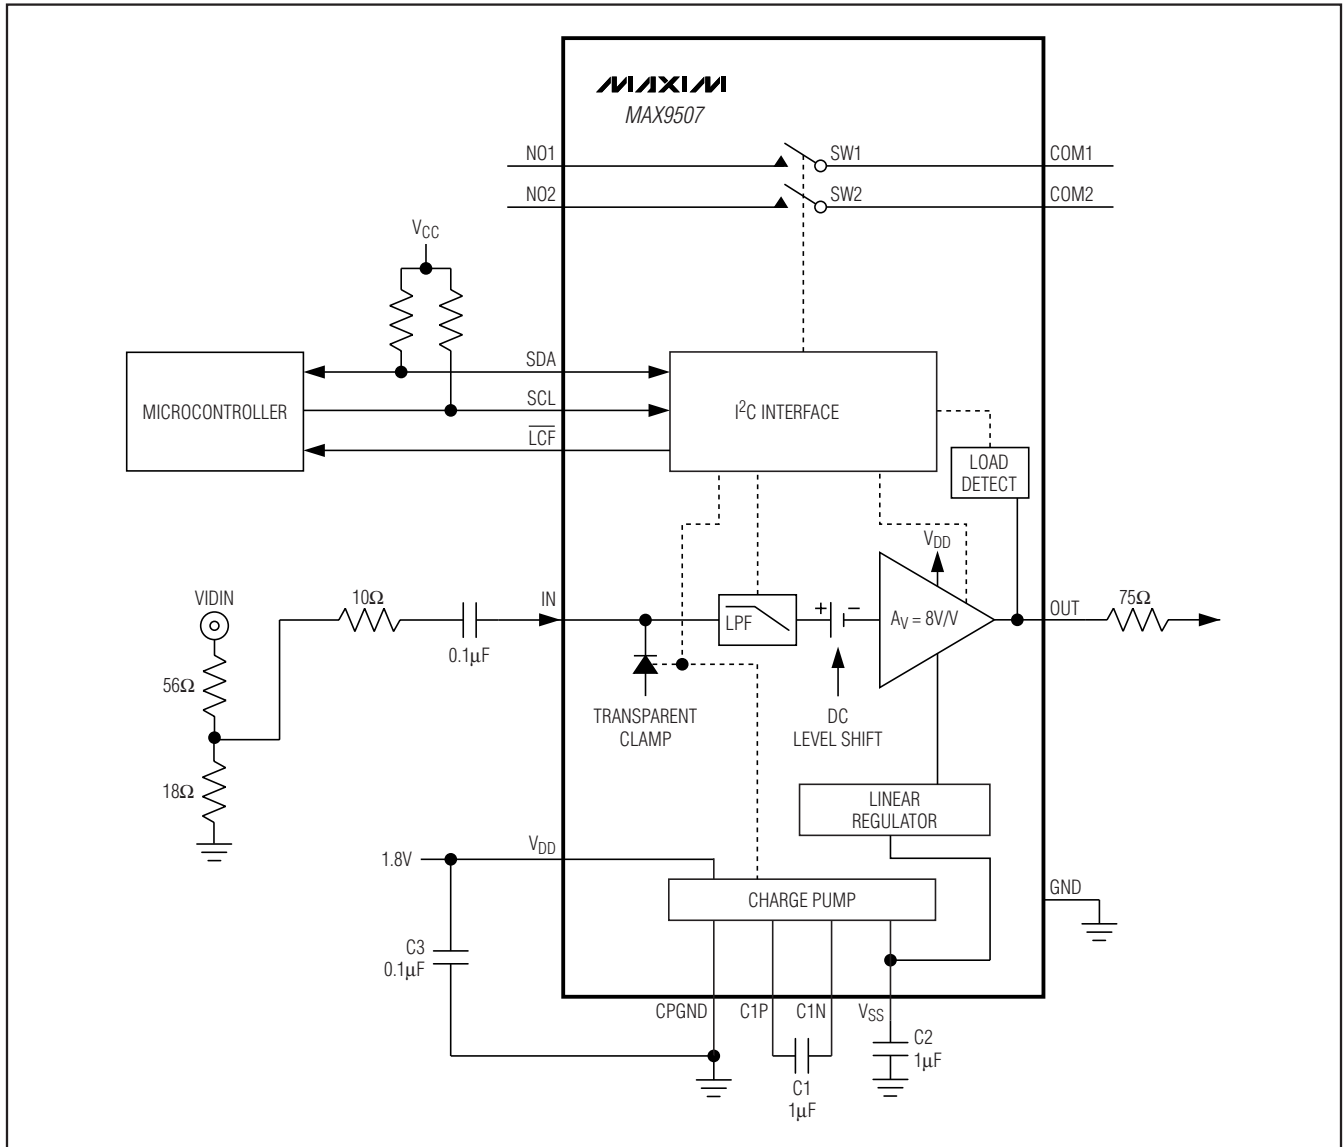 MAXIM
MAX9507
NO1
SW1
COM1
NO2
SW2
COM2
VCC
SDA
MICROCONTROLLER
SCL
I²C INTERFACE
LCF
LOAD
DETECT
VDD
VIDIN
10Ω
IN
LPF
+ −
AV = 8V/V
OUT
75Ω
0.1µF
56Ω
TRANSPARENT
CLAMP
DC
LEVEL SHIFT
18Ω
LINEAR
REGULATOR
1.8V
VDD
CHARGE PUMP
GND
C3
0.1µF
CPGND
C1P
C1N
VSS
C2
1µF
C1
1µF